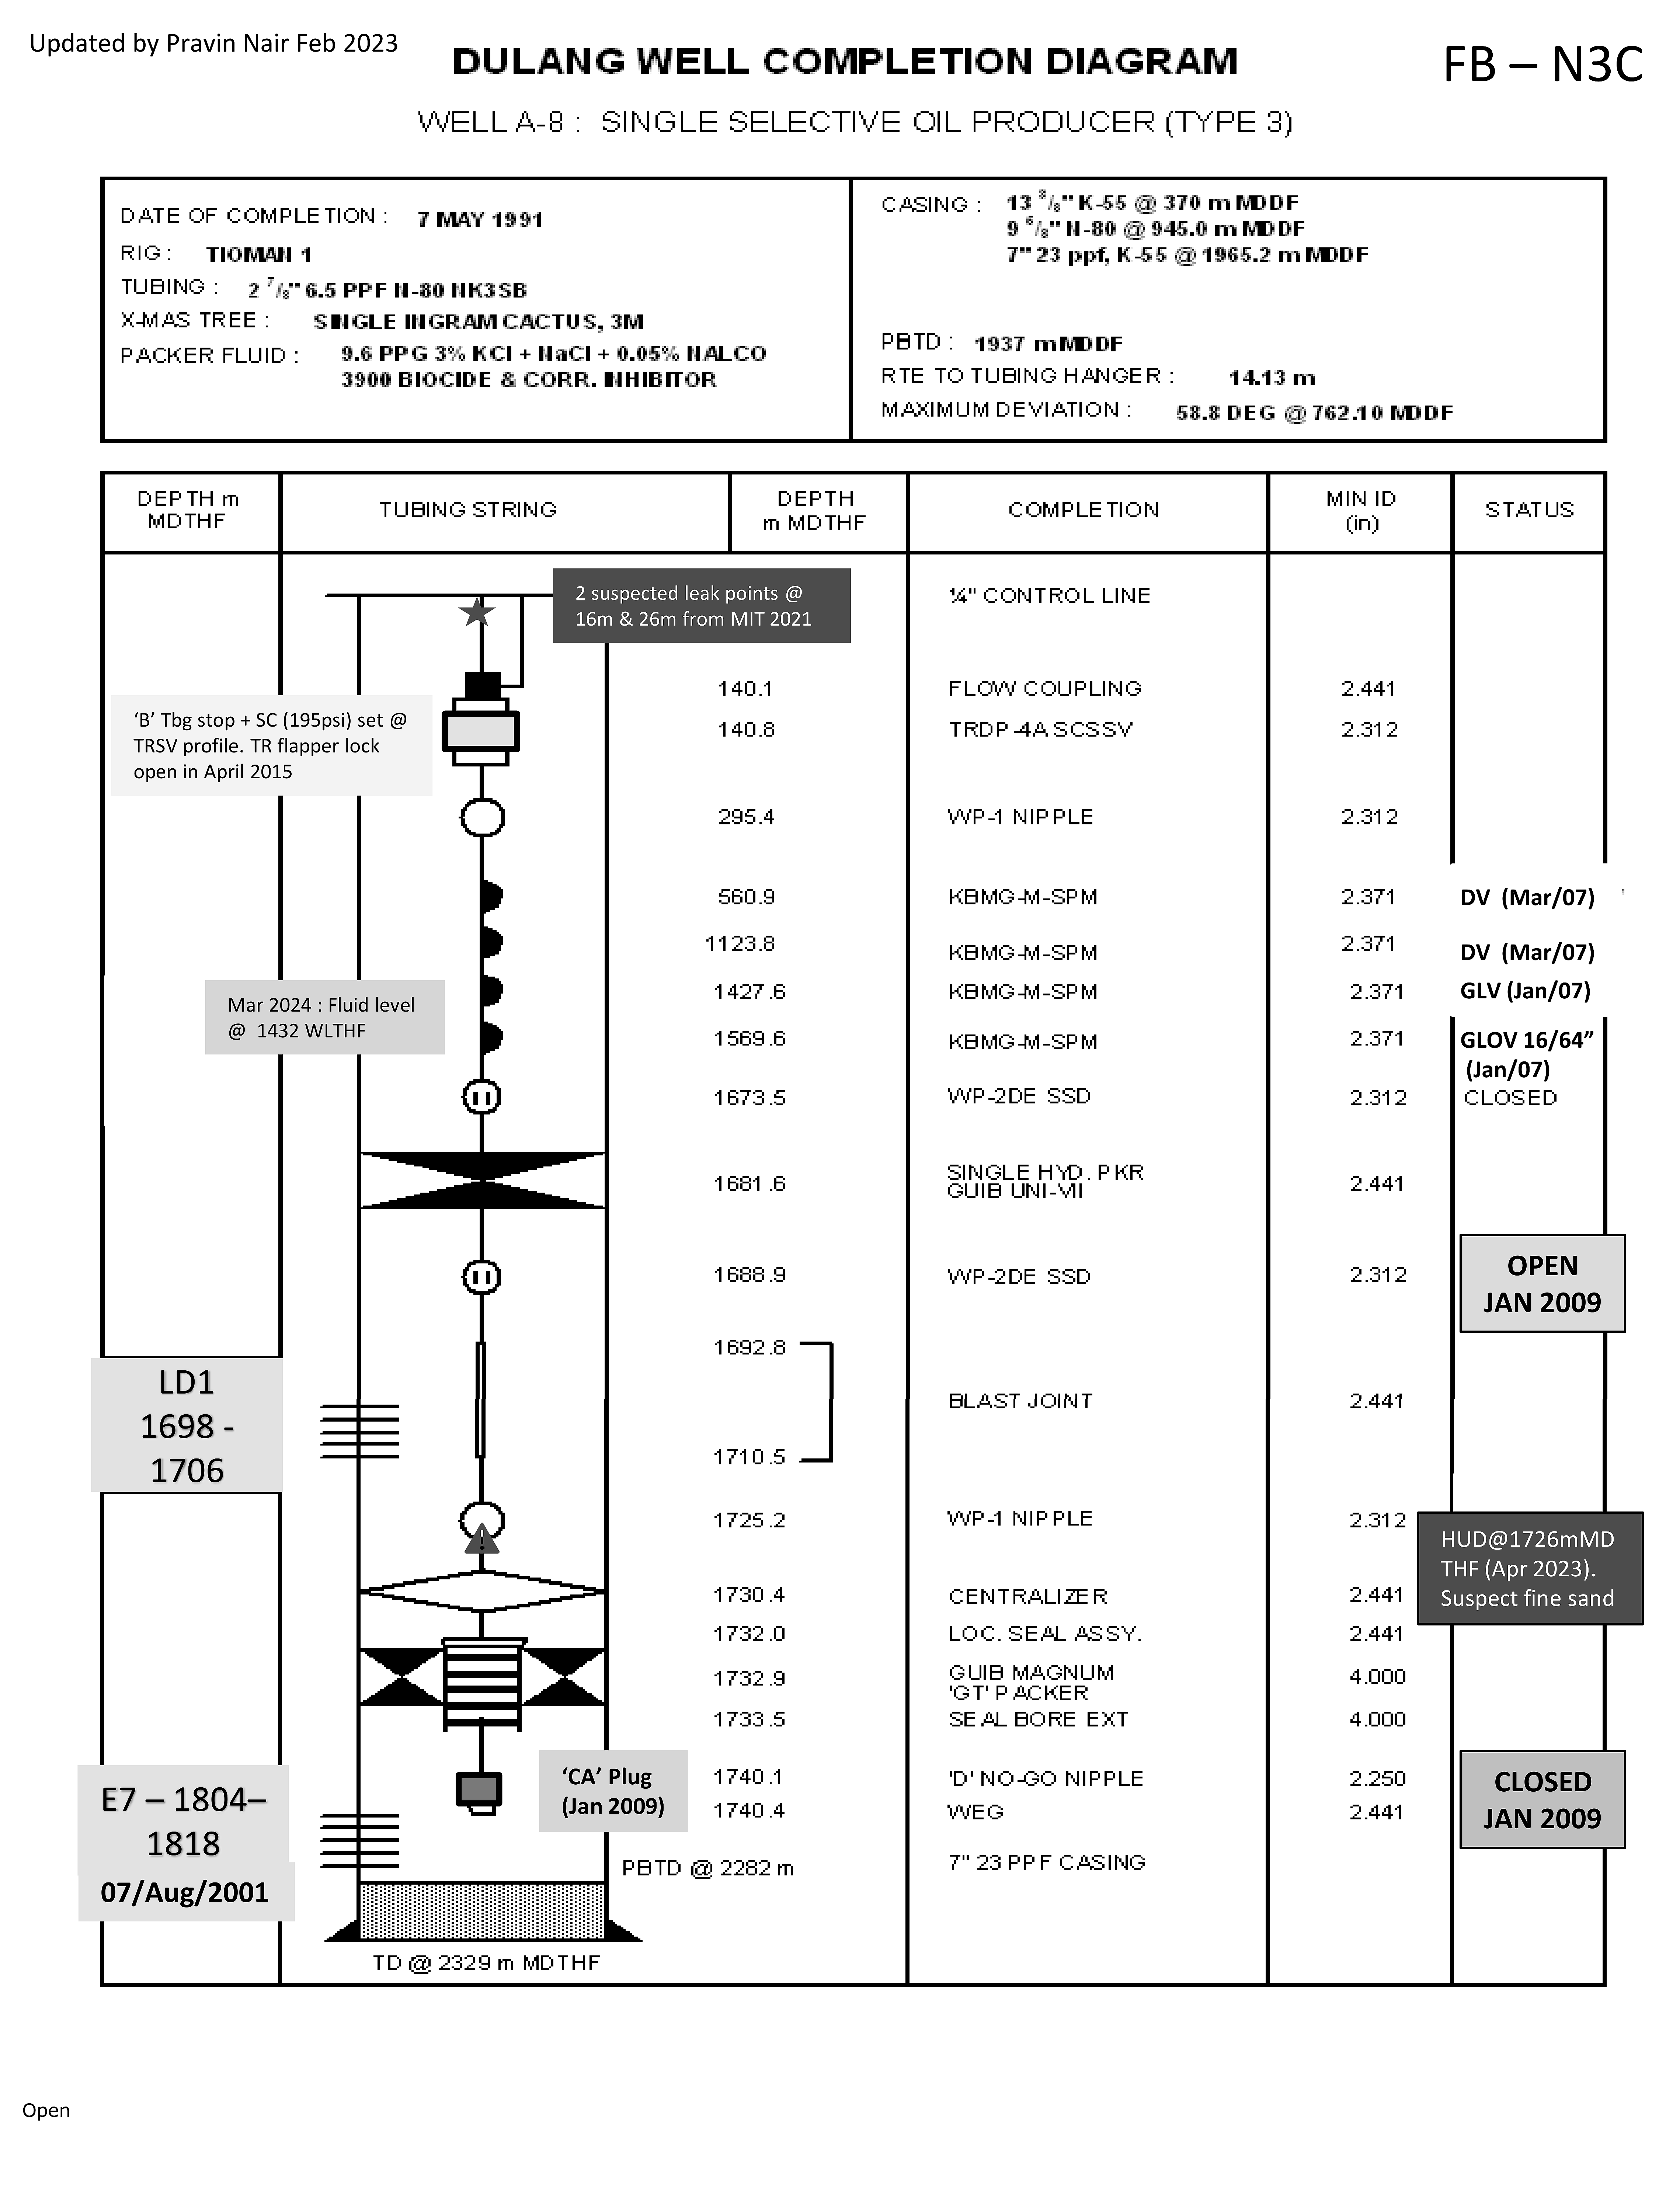 Updated by Pravin Nair Feb 2023
DULANG WELL COMPLETION DIAGRAM
FB – N3C
WELL A-8 : SINGLE SELECTIVE OIL PRODUCER (TYPE 3)
DATE OF COMPLETION : 7 MAY 1991
RIG : TIOMAN 1
TUBING : 2 7/8" 6.5 PPF N-80 NK3SB
X-MAS TREE : SINGLE INGRAM CACTUS, 3M
PACKER FLUID : 9.6 PPG 3% KCl + NaCl + 0.05% NALCO
3900 BIOCIDE & CORR. INHIBITOR
CASING : 13 3/8" K-55 @ 370 m MDDF
9 5/8" N-80 @ 945.0 m MDDF
7" 23 ppf, K-55 @ 1965.2 m MDDF
PBTD : 1937 mMDDF
RTE TO TUBING HANGER : 14.13 m
MAXIMUM DEVIATION : 58.8 DEG @ 762.10 MDDF
DEPTH m
MDTHF
TUBING STRING
DEPTH
m MDTHF
COMPLETION
MIN ID
(in)
STATUS
2 suspected leak points @
16m & 26m from MIT 2021
¼" CONTROL LINE
140.1 FLOW COUPLING 2.441
‘B’ Tbg stop + SC (195psi) set @
TRSV profile. TR flapper lock
open in April 2015
140.8 TRDP-4A SCSSV 2.312
295.4 WP-1 NIPPLE 2.312
560.9 KBMG-M-SPM 2.371 DV (Mar/07)
1123.8 KBMG-M-SPM 2.371 DV (Mar/07)
Mar 2024 : Fluid level
@ 1432 WLTHF
1427.6 KBMG-M-SPM 2.371 GLV (Jan/07)
1569.6 KBMG-M-SPM 2.371 GLOV 16/64”
(Jan/07)
1673.5 WP-2DE SSD 2.312 CLOSED
1681.6 SINGLE HYD. PKR 2.441
GUIB UNI-VII
1688.9 WP-2DE SSD 2.312
OPEN
JAN 2009
1692.8
LD1
1698 -
1706
BLAST JOINT 2.441
1710.5
1725.2 WP-1 NIPPLE 2.312
HUD@1726mMD
THF (Apr 2023).
Suspect fine sand
1730.4 CENTRALIZER 2.441
1732.0 LOC. SEAL ASSY. 2.441
1732.9 GUIB MAGNUM 4.000
'GT' PACKER
1733.5 SEAL BORE EXT 4.000
‘CA’ Plug
(Jan 2009)
1740.1 'D' NO-GO NIPPLE 2.250
1740.4 WEG 2.441
CLOSED
JAN 2009
E7 – 1804–
1818
07/Aug/2001
PBTD @ 2282 m
7" 23 PPF CASING
TD @ 2329 m MDTHF
Open